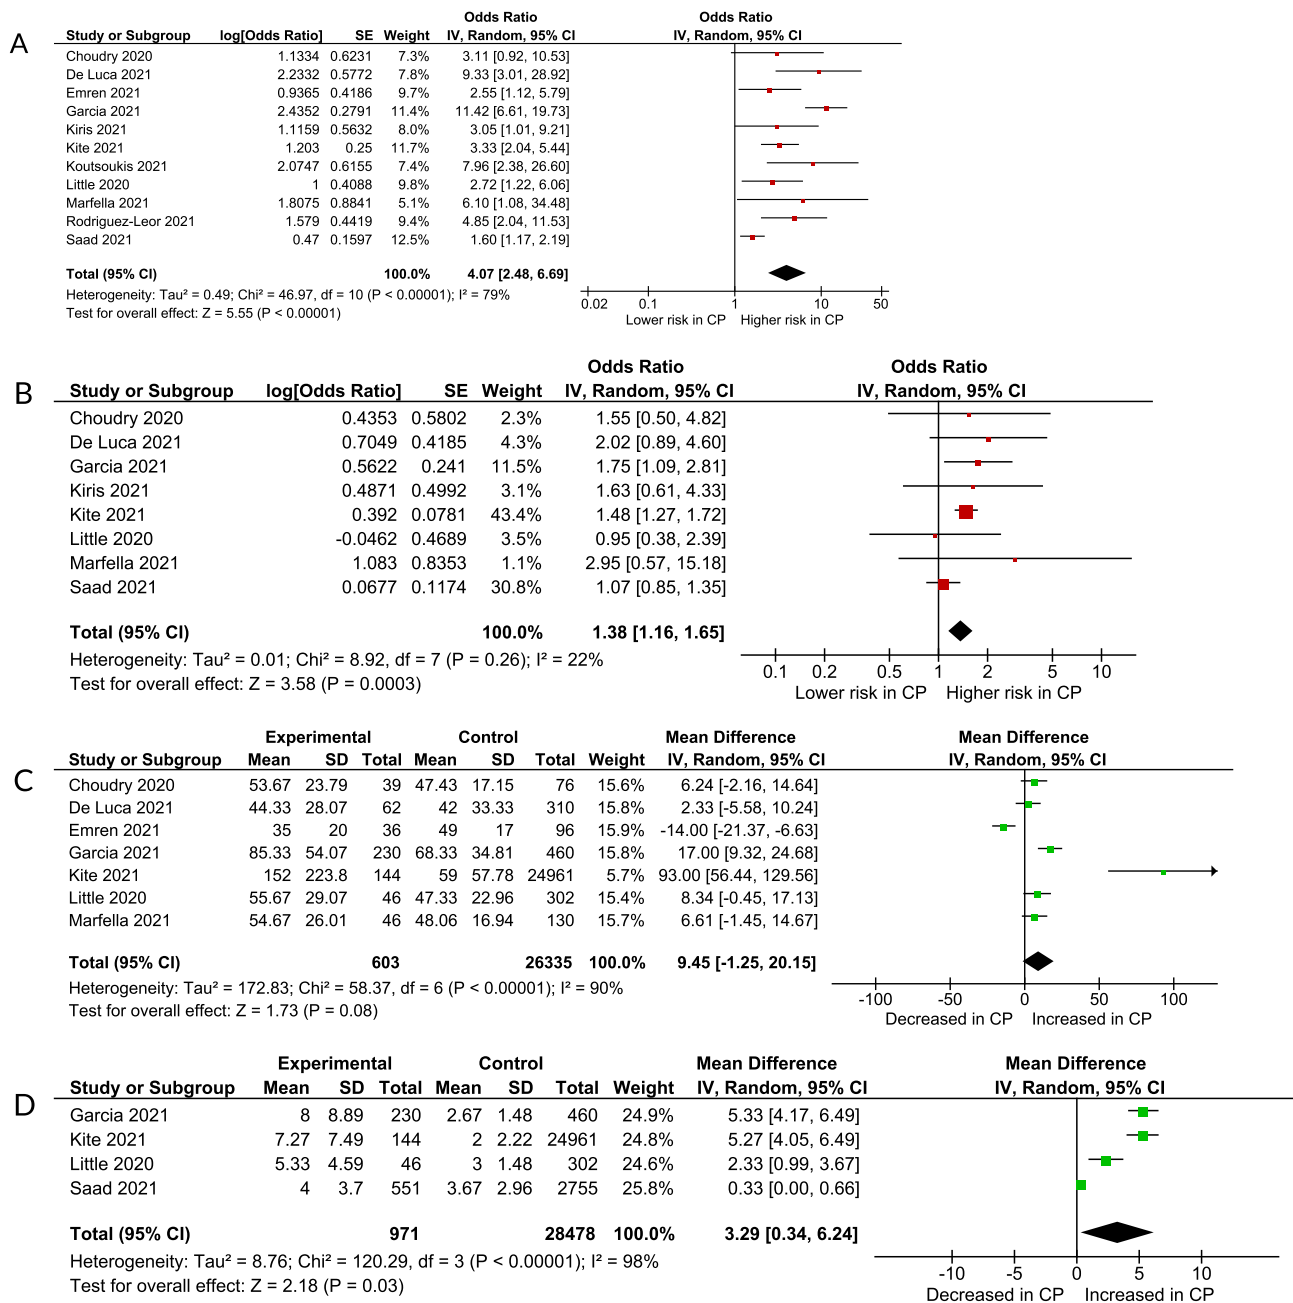 A
Odds Ratio Odds Ratio
Study or Subgroup log[Odds Ratio] SE Weight IV, Random, 95% CI IV, Random, 95% CI
Choudry 2020 1.1334 0.6231 7.3% 3.11 [0.92, 10.53]
De Luca 2021 2.2332 0.5772 7.8% 9.33 [3.01, 28.92]
Emren 2021 0.9365 0.4186 9.7% 2.55 [1.12, 5.79]
Garcia 2021 2.4352 0.2791 11.4% 11.42 [6.61, 19.73]
Kiris 2021 1.1159 0.5632 8.0% 3.05 [1.01, 9.21]
Kite 2021 1.203 0.25 11.7% 3.33 [2.04, 5.44]
Koutsoukis 2021 2.0747 0.6155 7.4% 7.96 [2.38, 26.60]
Little 2020 1 0.4088 9.8% 2.72 [1.22, 6.06]
Marfella 2021 1.8075 0.8841 5.1% 6.10 [1.08, 34.48]
Rodriguez-Leor 2021 1.579 0.4419 9.4% 4.85 [2.04, 11.53]
Saad 2021 0.47 0.1597 12.5% 1.60 [1.17, 2.19]
Total (95% CI) 100.0% 4.07 [2.48, 6.69]
Heterogeneity: Tau² = 0.49; Chi² = 46.97, df = 10 (P < 0.00001); I² = 79%
Test for overall effect: Z = 5.55 (P < 0.00001)
0.02 0.1 1 10 50
Lower risk in CP Higher risk in CP
B
Odds Ratio Odds Ratio
Study or Subgroup log[Odds Ratio] SE Weight IV, Random, 95% CI IV, Random, 95% CI
Choudry 2020 0.4353 0.5802 2.3% 1.55 [0.50, 4.82]
De Luca 2021 0.7049 0.4185 4.3% 2.02 [0.89, 4.60]
Garcia 2021 0.5622 0.241 11.5% 1.75 [1.09, 2.81]
Kiris 2021 0.4871 0.4992 3.1% 1.63 [0.61, 4.33]
Kite 2021 0.392 0.0781 43.4% 1.48 [1.27, 1.72]
Little 2020 -0.0462 0.4689 3.5% 0.95 [0.38, 2.39]
Marfella 2021 1.083 0.8353 1.1% 2.95 [0.57, 15.18]
Saad 2021 0.0677 0.1174 30.8% 1.07 [0.85, 1.35]
Total (95% CI) 100.0% 1.38 [1.16, 1.65]
Heterogeneity: Tau² = 0.01; Chi² = 8.92, df = 7 (P = 0.26); I² = 22%
Test for overall effect: Z = 3.58 (P = 0.0003)
0.1 0.2 0.5 1 2 5 10
Lower risk in CP Higher risk in CP
C
Experimental Control Mean Difference Mean Difference
Study or Subgroup Mean SD Total Mean SD Total Weight IV, Random, 95% CI IV, Random, 95% CI
Choudry 2020 53.67 23.79 39 47.43 17.15 76 15.6% 6.24 [-2.16, 14.64]
De Luca 2021 44.33 28.07 62 42 33.33 310 15.8% 2.33 [-5.58, 10.24]
Emren 2021 35 20 36 49 17 96 15.9% -14.00 [-21.37, -6.63]
Garcia 2021 85.33 54.07 230 68.33 34.81 460 15.8% 17.00 [9.32, 24.68]
Kite 2021 152 223.8 144 59 57.78 24961 5.7% 93.00 [56.44, 129.56]
Little 2020 55.67 29.07 46 47.33 22.96 302 15.4% 8.34 [-0.45, 17.13]
Marfella 2021 54.67 26.01 46 48.06 16.94 130 15.7% 6.61 [-1.45, 14.67]
Total (95% CI) 603 26335 100.0% 9.45 [-1.25, 20.15]
Heterogeneity: Tau² = 172.83; Chi² = 58.37, df = 6 (P < 0.00001); I² = 90%
Test for overall effect: Z = 1.73 (P = 0.08)
-100 -50 0 50 100
Decreased in CP Increased in CP
D
Experimental Control Mean Difference Mean Difference
Study or Subgroup Mean SD Total Mean SD Total Weight IV, Random, 95% CI IV, Random, 95% CI
Garcia 2021 8 8.89 230 2.67 1.48 460 24.9% 5.33 [4.17, 6.49]
Kite 2021 7.27 7.49 144 2 2.22 24961 24.8% 5.27 [4.05, 6.49]
Little 2020 5.33 4.59 46 3 1.48 302 24.6% 2.33 [0.99, 3.67]
Saad 2021 4 3.7 551 3.67 2.96 2755 25.8% 0.33 [0.00, 0.66]
Total (95% CI) 971 28478 100.0% 3.29 [0.34, 6.24]
Heterogeneity: Tau² = 8.76; Chi² = 120.29, df = 3 (P < 0.00001); I² = 98%
Test for overall effect: Z = 2.18 (P = 0.03)
-10 -5 0 5 10
Decreased in CP Increased in CP